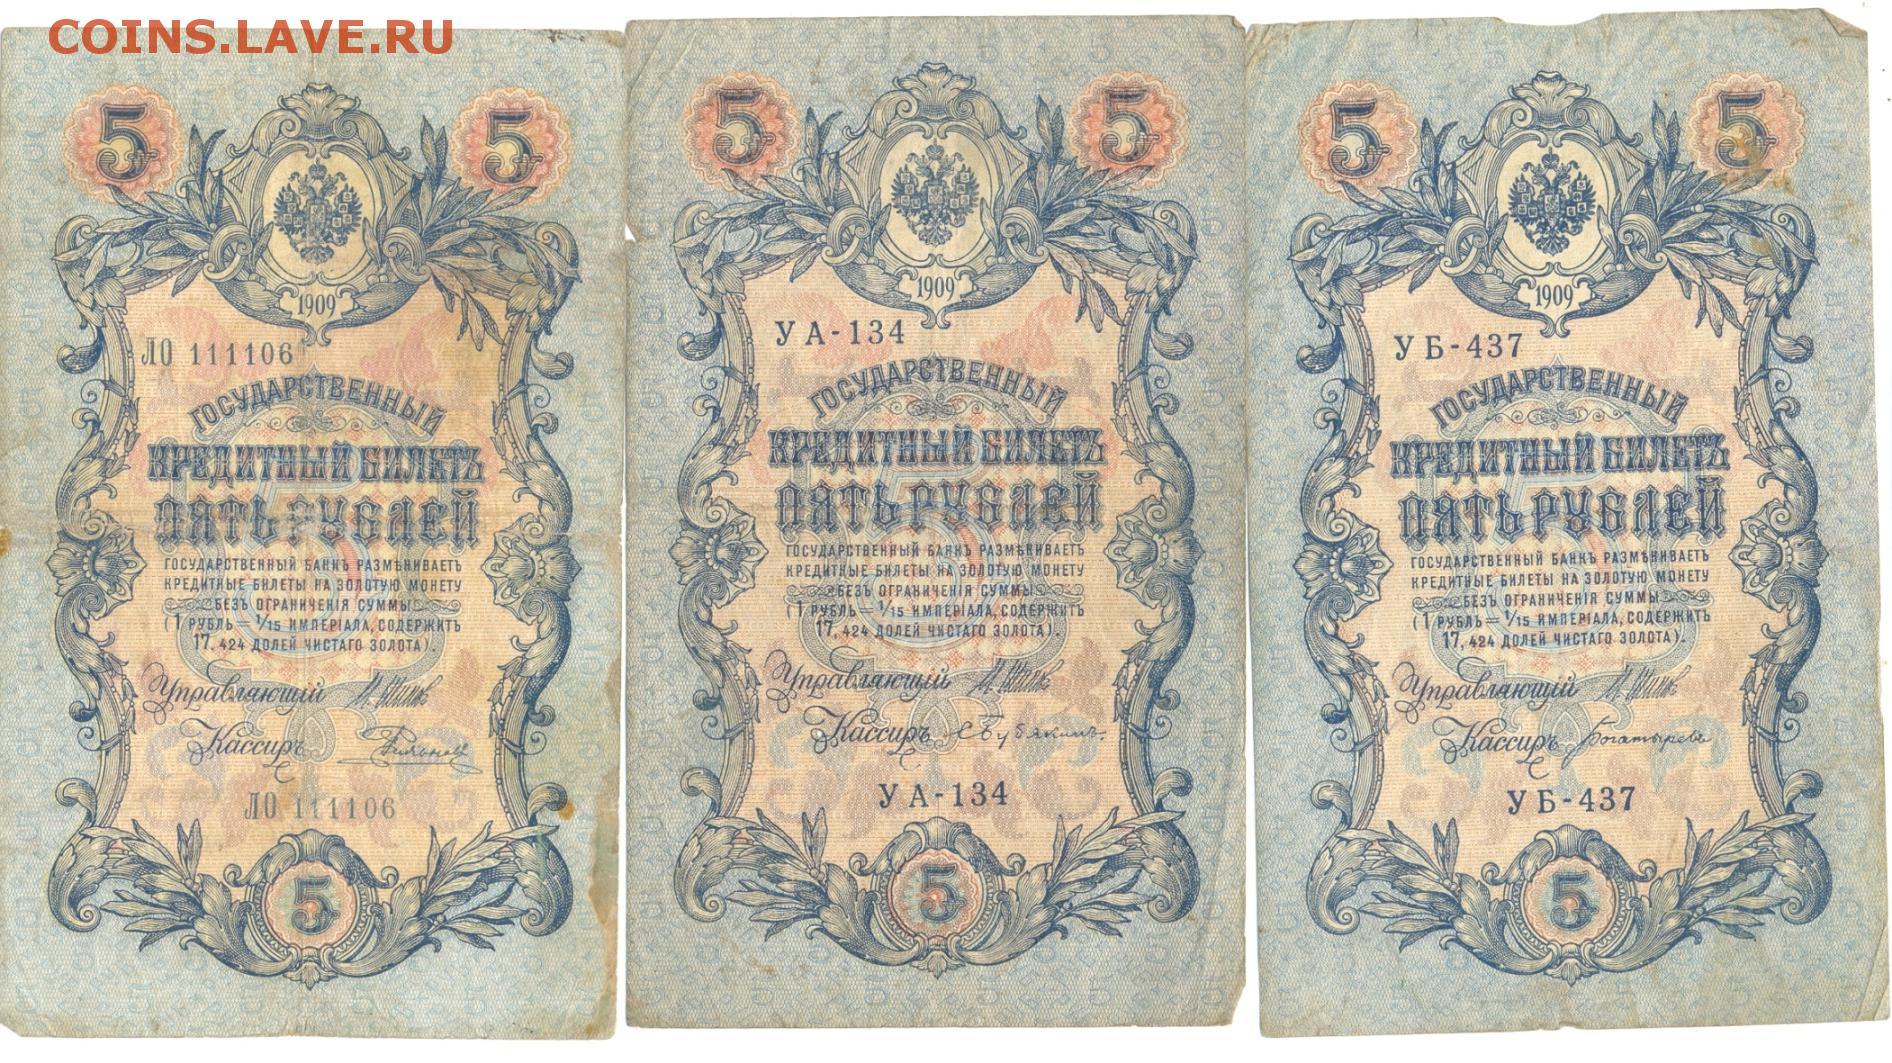 COINS.LAVE.RU
5 5
1909
ЛО 111106
ГОСУДАРСТВЕННЫЙ
КРЕДИТНЫЙ БИЛЕТЪ
ПЯТЬ РУБЛЕЙ
ГОСУДАРСТВЕННЫЙ БАНКЪ РАЗМѢНИВАЕТЪ
КРЕДИТНЫЕ БИЛЕТЫ НА ЗОЛОТУЮ МОНЕТУ
БЕЗЪ ОГРАНИЧЕНІЯ СУММЫ
(1 РУБЛЬ = 1/15 ИМПЕРІАЛА, СОДЕРЖИТЪ
17,424 ДОЛЕЙ ЧИСТАГО ЗОЛОТА).
Управляющій
Кассиръ
ЛО 111106
5
5 5
1909
УА-134
ГОСУДАРСТВЕННЫЙ
КРЕДИТНЫЙ БИЛЕТЪ
ПЯТЬ РУБЛЕЙ
ГОСУДАРСТВЕННЫЙ БАНКЪ РАЗМѢНИВАЕТЪ
КРЕДИТНЫЕ БИЛЕТЫ НА ЗОЛОТУЮ МОНЕТУ
БЕЗЪ ОГРАНИЧЕНІЯ СУММЫ
(1 РУБЛЬ = 1/15 ИМПЕРІАЛА, СОДЕРЖИТЪ
17,424 ДОЛЕЙ ЧИСТАГО ЗОЛОТА).
Управляющій
Кассиръ С Бубякинъ
УА-134
5
5 5
1909
УБ-437
ГОСУДАРСТВЕННЫЙ
КРЕДИТНЫЙ БИЛЕТЪ
ПЯТЬ РУБЛЕЙ
ГОСУДАРСТВЕННЫЙ БАНКЪ РАЗМѢНИВАЕТЪ
КРЕДИТНЫЕ БИЛЕТЫ НА ЗОЛОТУЮ МОНЕТУ
БЕЗЪ ОГРАНИЧЕНІЯ СУММЫ
(1 РУБЛЬ = 1/15 ИМПЕРІАЛА, СОДЕРЖИТЪ
17,424 ДОЛЕЙ ЧИСТАГО ЗОЛОТА).
Управляющій
Кассиръ Богатыревъ
УБ-437
5